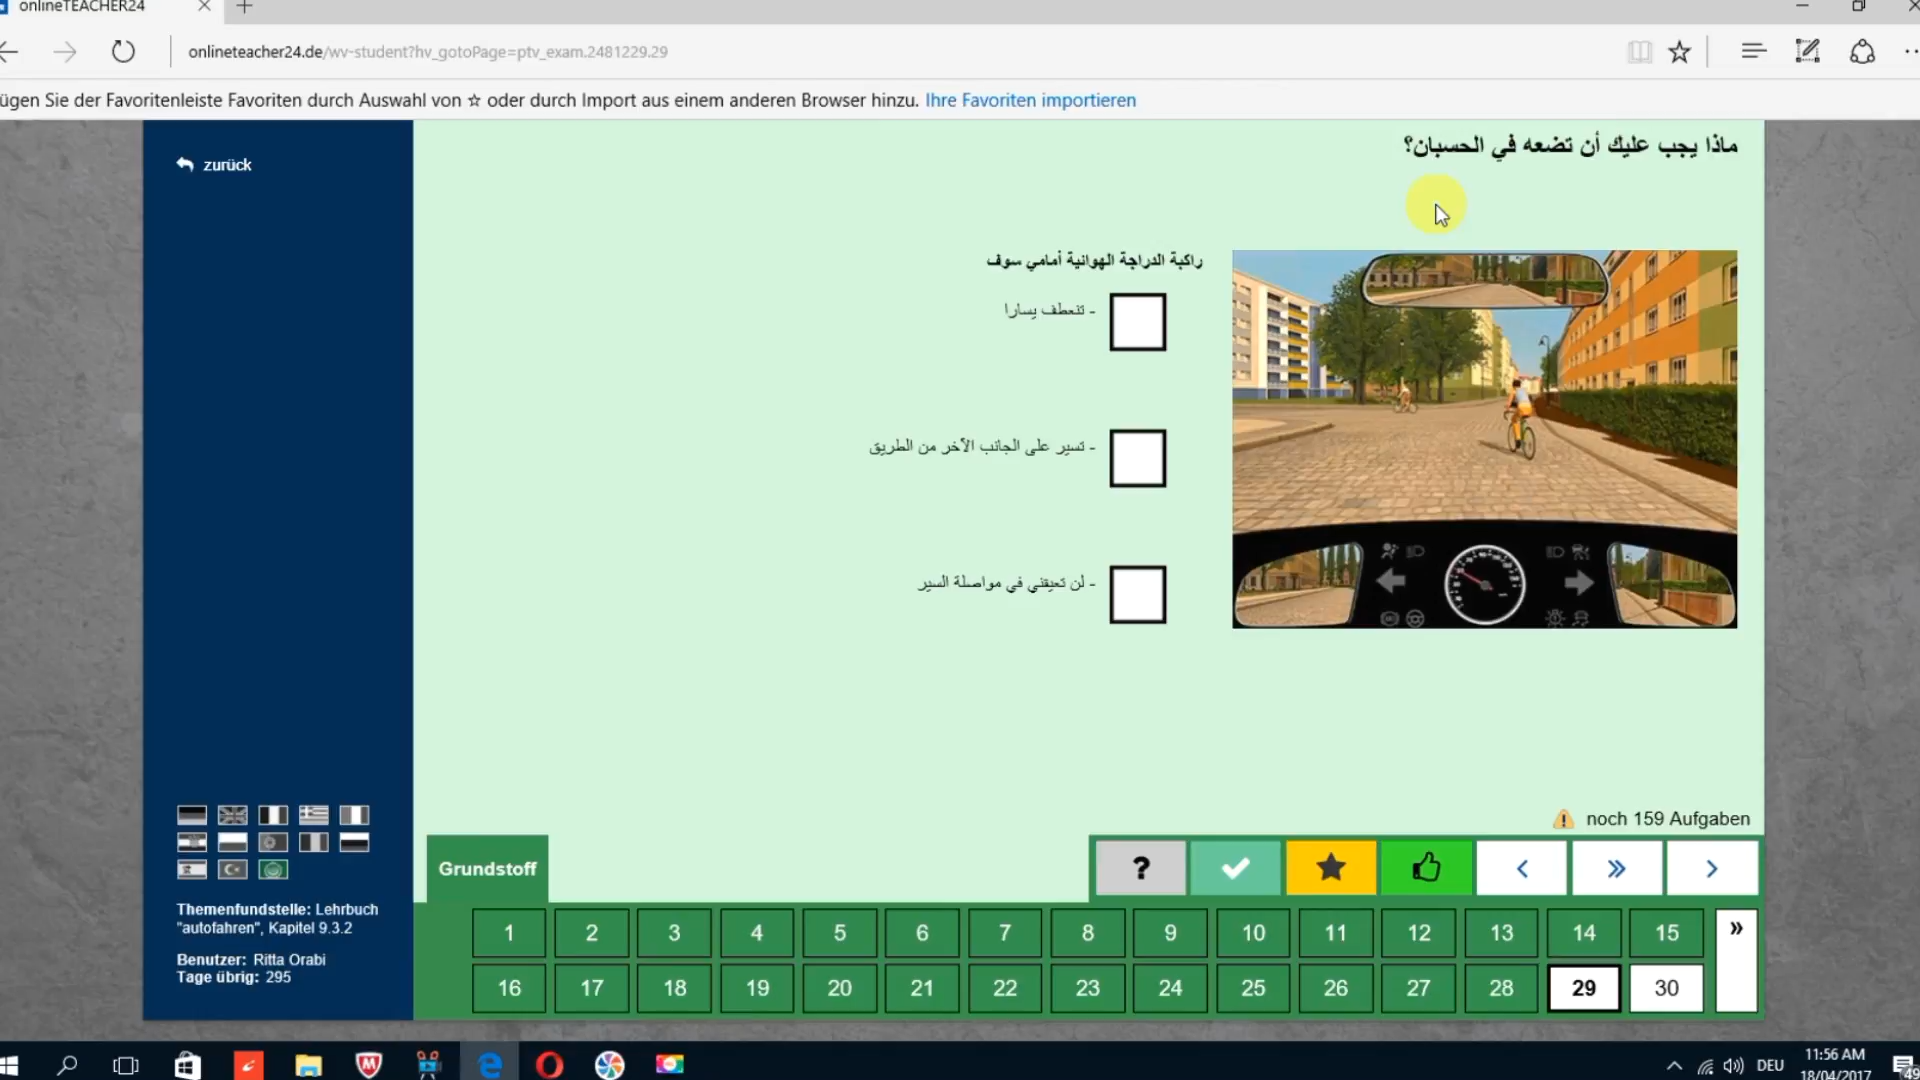 onlineTEACHER24
onlineteacher24.de/wv-student?hv_gotoPage=ptv_exam.2481229.29
ügen Sie der Favoritenleiste Favoriten durch Auswahl von ☆ oder durch Import aus einem anderen Browser hinzu. Ihre Favoriten importieren
zurück
ماذا يجب عليك أن تضعه في الحسبان؟
راكبة الدراجة الهوائية أمامي سوف
- تنعطف يسارا
- تسير على الجانب الآخر من الطريق
- لن تعيقني في مواصلة السير
noch 159 Aufgaben
Grundstoff
?
Themenfundstelle: Lehrbuch
"autofahren", Kapitel 9.3.2
Benutzer: Ritta Orabi
Tage übrig: 295
1 2 3 4 5 6 7 8 9 10 11 12 13 14 15 »
16 17 18 19 20 21 22 23 24 25 26 27 28 29 30
DEU
11:56 AM
18/04/2017
49